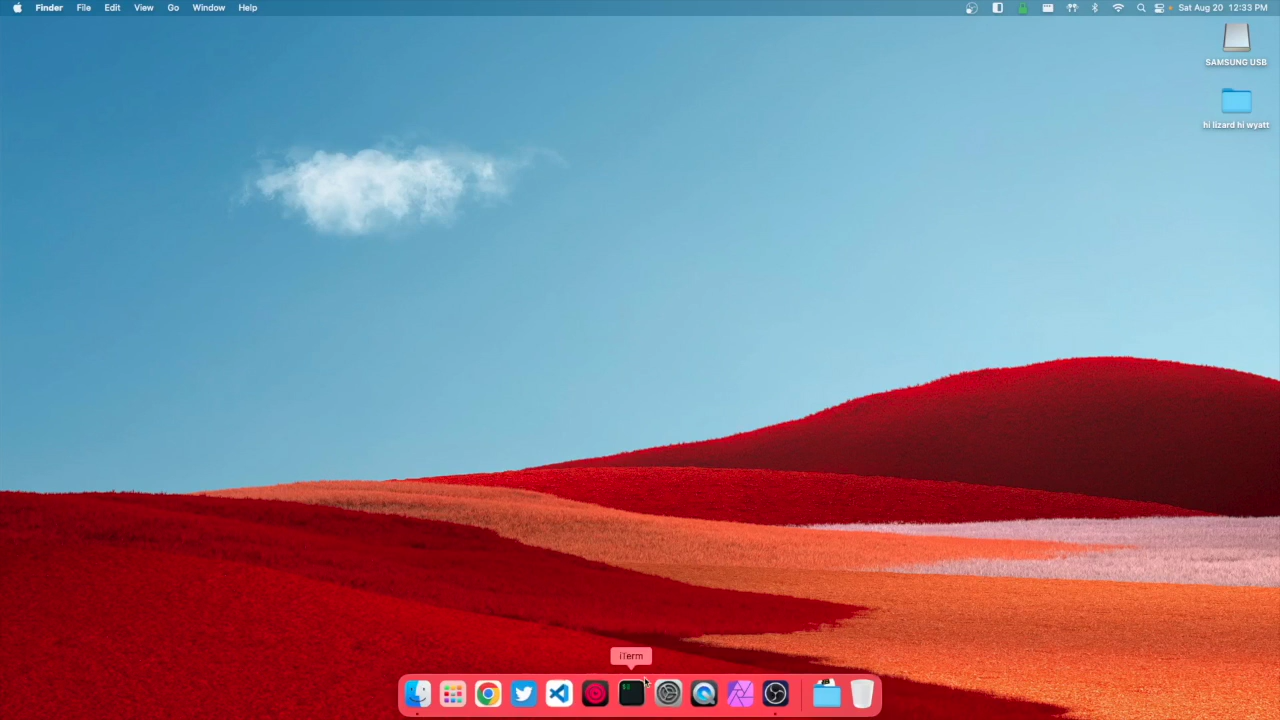 Finder File Edit View Go Window Help Sat Aug 20 12:33 PM
SAMSUNG USB
hi lizard hi wyatt
iTerm